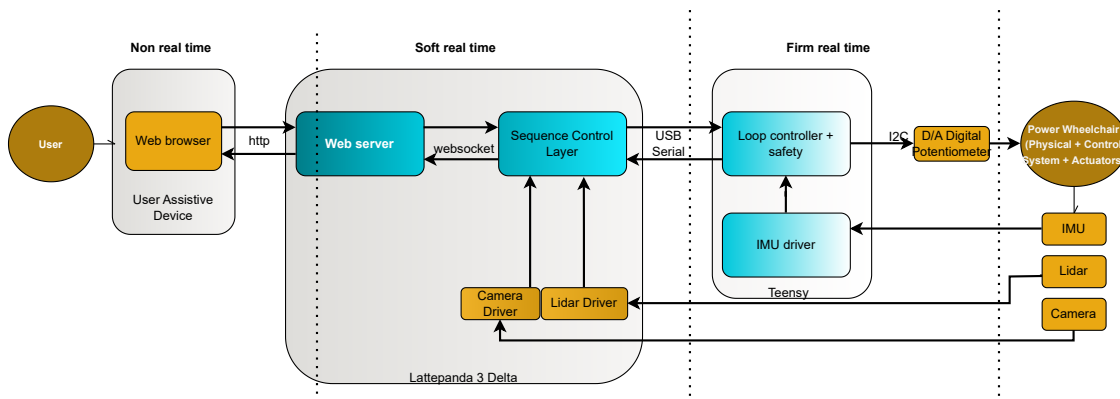 Non real time
Soft real time
Firm real time
User
Web browser
User Assistive
Device
http
Web server
websocket
Sequence Control
Layer
USB
Serial
Camera
Driver
Lidar Driver
Lattepanda 3 Delta
Loop controller +
safety
IMU driver
Teensy
I2C
D/A Digital
Potentiometer
Power Wheelchair
(Physical + Control
System + Actuators)
IMU
Lidar
Camera